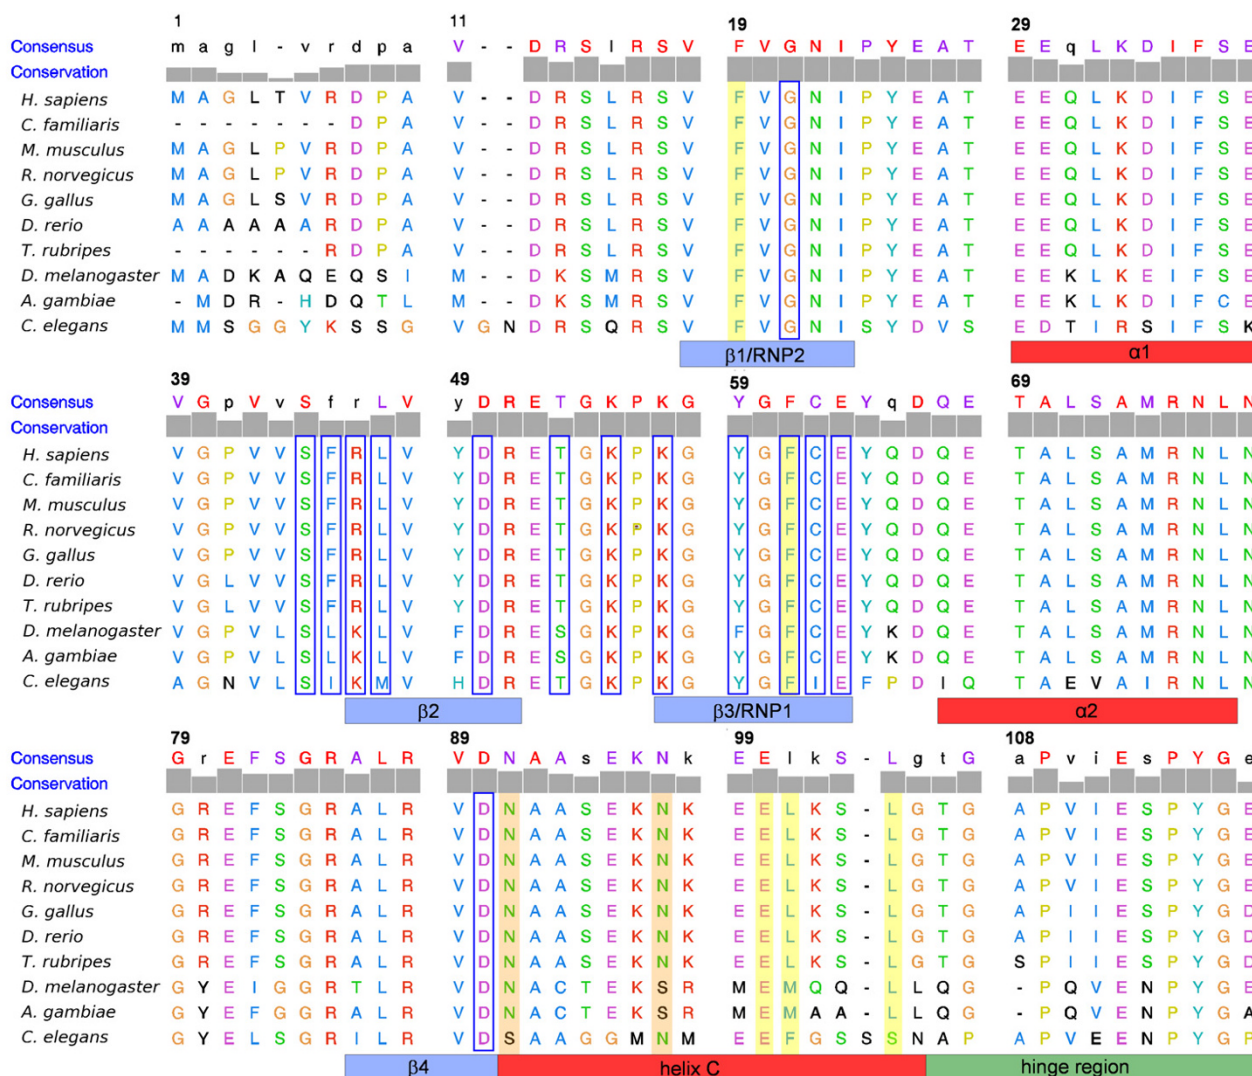 1 11 19 29
Consensus m a g l - v r d p a V - - D R S l R S V F V G N I P Y E A T E E q L K D I F S E
Conservation
H. sapiens M A G L T V R D P A V - - D R S L R S V F V G N I P Y E A T E E Q L K D I F S E
C. familiaris - - - - - - - D P A V - - D R S L R S V F V G N I P Y E A T E E Q L K D I F S E
M. musculus M A G L P V R D P A V - - D R S L R S V F V G N I P Y E A T E E Q L K D I F S E
R. norvegicus M A G L P V R D P A V - - D R S L R S V F V G N I P Y E A T E E Q L K D I F S E
G. gallus M A G L S V R D P A V - - D R S L R S V F V G N I P Y E A T E E Q L K D I F S E
D. rerio A A A A A A R D P A V - - D R S L R S V F V G N I P Y E A T E E Q L K D I F S E
T. rubripes - - - - - - R D P A V - - D R S L R S V F V G N I P Y E A T E E Q L K D I F S E
D. melanogaster M A D K A Q E Q S I M - - D K S M R S V F V G N I P Y E A T E E K L K E I F S E
A. gambiae - M D R - H D Q T L M - - D K S M R S V F V G N I P Y E A T E E K L K D I F C E
C. elegans M M S G G Y K S S G V G N D R S Q R S V F V G N I S Y D V S E D T I R S I F S K
β1/RNP2 α1
39 49 59 69
Consensus V G p V v S f r L V y D R E T G K P K G Y G F C E Y q D Q E T A L S A M R N L N
Conservation
H. sapiens V G P V V S F R L V Y D R E T G K P K G Y G F C E Y Q D Q E T A L S A M R N L N
C. familiaris V G P V V S F R L V Y D R E T G K P K G Y G F C E Y Q D Q E T A L S A M R N L N
M. musculus V G P V V S F R L V Y D R E T G K P K G Y G F C E Y Q D Q E T A L S A M R N L N
R. norvegicus V G P V V S F R L V Y D R E T G K P K G Y G F C E Y Q D Q E T A L S A M R N L N
G. gallus V G P V V S F R L V Y D R E T G K P K G Y G F C E Y Q D Q E T A L S A M R N L N
D. rerio V G L V V S F R L V Y D R E T G K P K G Y G F C E Y Q D Q E T A L S A M R N L N
T. rubripes V G L V V S F R L V Y D R E T G K P K G Y G F C E Y Q D Q E T A L S A M R N L N
D. melanogaster V G P V L S L K L V F D R E S G K P K G F G F C E Y K D Q E T A L S A M R N L N
A. gambiae V G P V L S L K L V F D R E S G K P K G Y G F C E Y K D Q E T A L S A M R N L N
C. elegans A G N V L S I K M V H D R E T G K P K G Y G F I E F P D I Q T A E V A I R N L N
β2 β3/RNP1 α2
79 89 99 108
Consensus G r E F S G R A L R V D N A A s E K N k E E l k S - L g t G a P v i E s P Y G e
Conservation
H. sapiens G R E F S G R A L R V D N A A S E K N K E E L K S - L G T G A P V I E S P Y G E
C. familiaris G R E F S G R A L R V D N A A S E K N K E E L K S - L G T G A P V I E S P Y G E
M. musculus G R E F S G R A L R V D N A A S E K N K E E L K S - L G T G A P V I E S P Y G E
R. norvegicus G R E F S G R A L R V D N A A S E K N K E E L K S - L G T G A P V I E S P Y G E
G. gallus G R E F S G R A L R V D N A A S E K N K E E L K S - L G T G A P I I E S P Y G D
D. rerio G R E F S G R A L R V D N A A S E K N K E E L K S - L G T G A P I I E S P Y G D
T. rubripes G R E F S G R A L R V D N A A S E K N K E E L K S - L G T G S P I I E S P Y G D
D. melanogaster G Y E I G G R T L R V D N A C T E K S R M E M Q Q - L L Q G - P Q V E N P Y G E
A. gambiae G Y E F G G R A L R V D N A C T E K S R M E M A A - L L Q G - P Q V E N P Y G A
C. elegans G Y E L S G R I L R V D S A A G G M N M E E F G S S S N A P A P V E E N P Y G P
β4 helix C hinge region